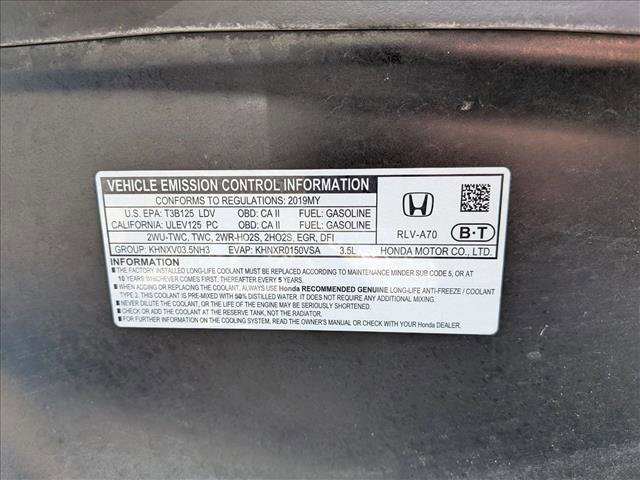 VEHICLE EMISSION CONTROL INFORMATION
CONFORMS TO REGULATIONS: 2019MY
U.S. EPA: T3B125 LDV OBD: CA II FUEL: GASOLINE
CALIFORNIA: ULEV125 PC OBD: CA II FUEL: GASOLINE
2WU-TWC, TWC, 2WR-HO2S, 2HO2S, EGR, DFI
GROUP: KHNXV03.5NH3 EVAP: KHNXR0150VSA 3.5L
RLV-A70 B·T
HONDA MOTOR CO., LTD.
INFORMATION
■ THE FACTORY INSTALLED LONG-LIFE COOLANT MUST BE REPLACED ACCORDING TO MAINTENANCE MINDER SUB ITEM 5, OR AT
10 YEARS WHICHEVER COMES FIRST. THEREAFTER EVERY 5 YEARS.
■ WHEN ADDING OR REPLACING THE COOLANT, ALWAYS USE Honda RECOMMENDED GENUINE LONG-LIFE ANTI-FREEZE / COOLANT
TYPE 2. THIS COOLANT IS PRE-MIXED WITH 50% DISTILLED WATER. IT DOES NOT REQUIRE ANY ADDITIONAL MIXING.
■ NEVER DILUTE THE COOLANT, OR THE LIFE OF THE ENGINE MAY BE SERIOUSLY SHORTENED.
■ CHECK OR ADD THE COOLANT AT THE RESERVE TANK, NOT THE RADIATOR.
■ FOR FURTHER INFORMATION ON THE COOLING SYSTEM, READ THE OWNER'S MANUAL OR CHECK WITH YOUR Honda DEALER.